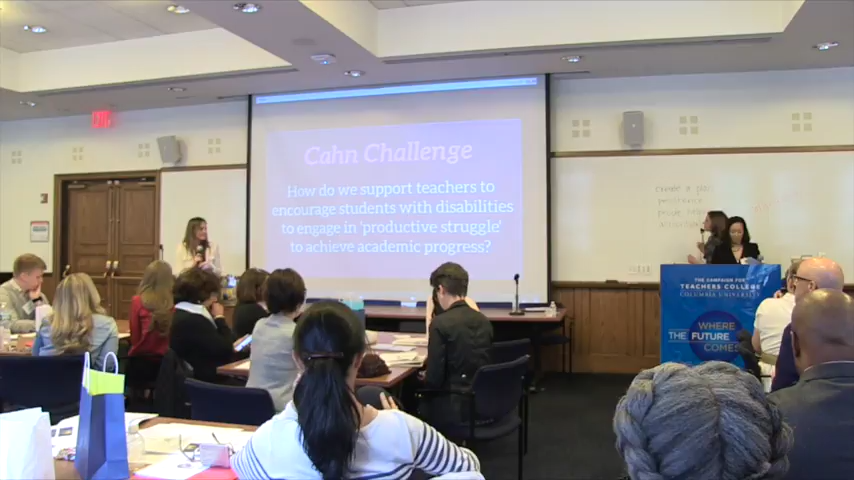 EXIT
Cahn Challenge
How do we support teachers to
encourage students with disabilities
to engage in 'productive struggle'
to achieve academic progress?
THE CAMPAIGN FOR
TEACHERS COLLEGE
COLUMBIA UNIVERSITY
WHERE
THE FUTURE
COMES